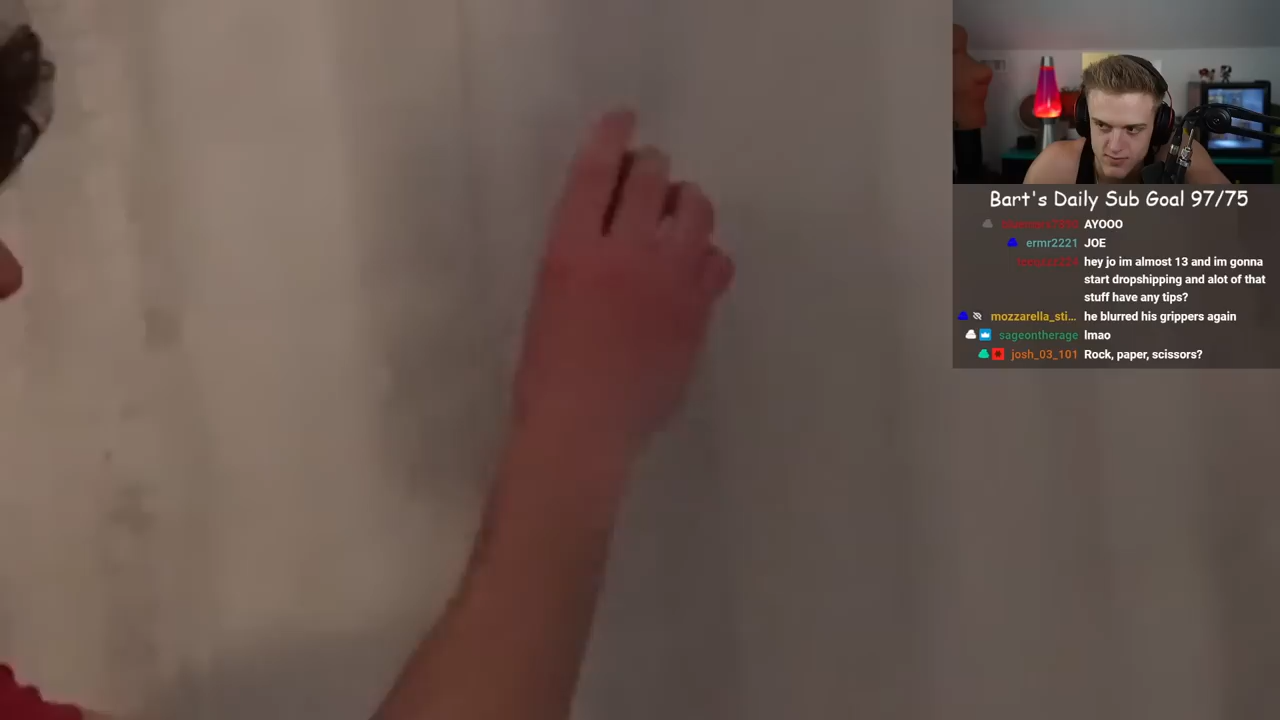 Bart's Daily Sub Goal 97/75
AYOOO
ermr2221 JOE
hey jo im almost 13 and im gonna
start dropshipping and alot of that
stuff have any tips?
mozzarella_sti... he blurred his grippers again
sageontherage lmao
josh_03_101 Rock, paper, scissors?